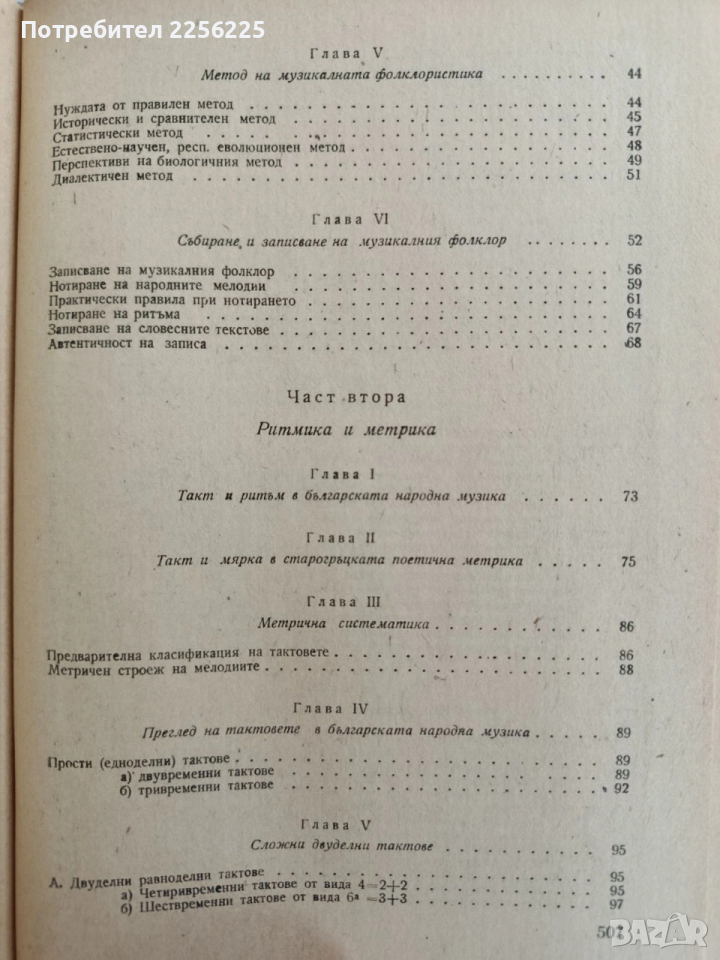 Потребител 2256225
Глава V
Метод на музикалната фолклористика . . . . . . . . . . 44
Нуждата от правилен метод . . . . . . . . . . . . . . . . . . . 44
Исторически и сравнителен метод . . . . . . . . . . . . . . . . 45
Статистически метод . . . . . . . . . . . . . . . . . . . . . . 47
Естествено-научен, респ. еволюционен метод . . . . . . . . . . . 48
Перспективи на биологичния метод . . . . . . . . . . . . . . . . 49
Диалектичен метод . . . . . . . . . . . . . . . . . . . . . . 51
Глава VI
Събиране и записване на музикалния фолклор . . . . . . . . 52
Записване на музикалния фолклор . . . . . . . . . . . . . . . . 56
Нотиране на народните мелодии . . . . . . . . . . . . . . . . 59
Практически правила при нотирането . . . . . . . . . . . . . . . 61
Нотиране на ритъма . . . . . . . . . . . . . . . . . . . . . 64
Записване на словесните текстове . . . . . . . . . . . . . . . . 67
Автентичност на записа . . . . . . . . . . . . . . . . . . . . 68
Част втора
Ритмика и метрика
Глава I
Такт и ритъм в българската народна музика . . . . . . 73
Глава II
Такт и мярка в старогръцката поетична метрика . . . . . 75
Глава III
Метрична систематика . . . . . . . . . . . . 86
Предварителна класификация на тактовете . . . . . . . . . . . . . 86
Метричен строеж на мелодиите . . . . . . . . . . . . . . . . . 88
Глава IV
Преглед на тактовете в българската народна музика . . . . . 89
Прости (едноделни) тактове . . . . . . . . . . . . . . . . . . . 89
а) двувременни тактове . . . . . . . . . . . . . . . . 89
б) тривременни тактове . . . . . . . . . . . . . . . . 92
Глава V
Сложни двуделни тактове . . . . . . . . . . . 95
А. Двуделни равноделни тактове . . . . . . . . . . . . . . . . . 95
а) Четиривременни тактове от вида 4=2+2 . . . . . . . . . . 95
б) Шествременни тактове от вида 6а =3+3 . . . . . . . . . . 97
507
BAZAR